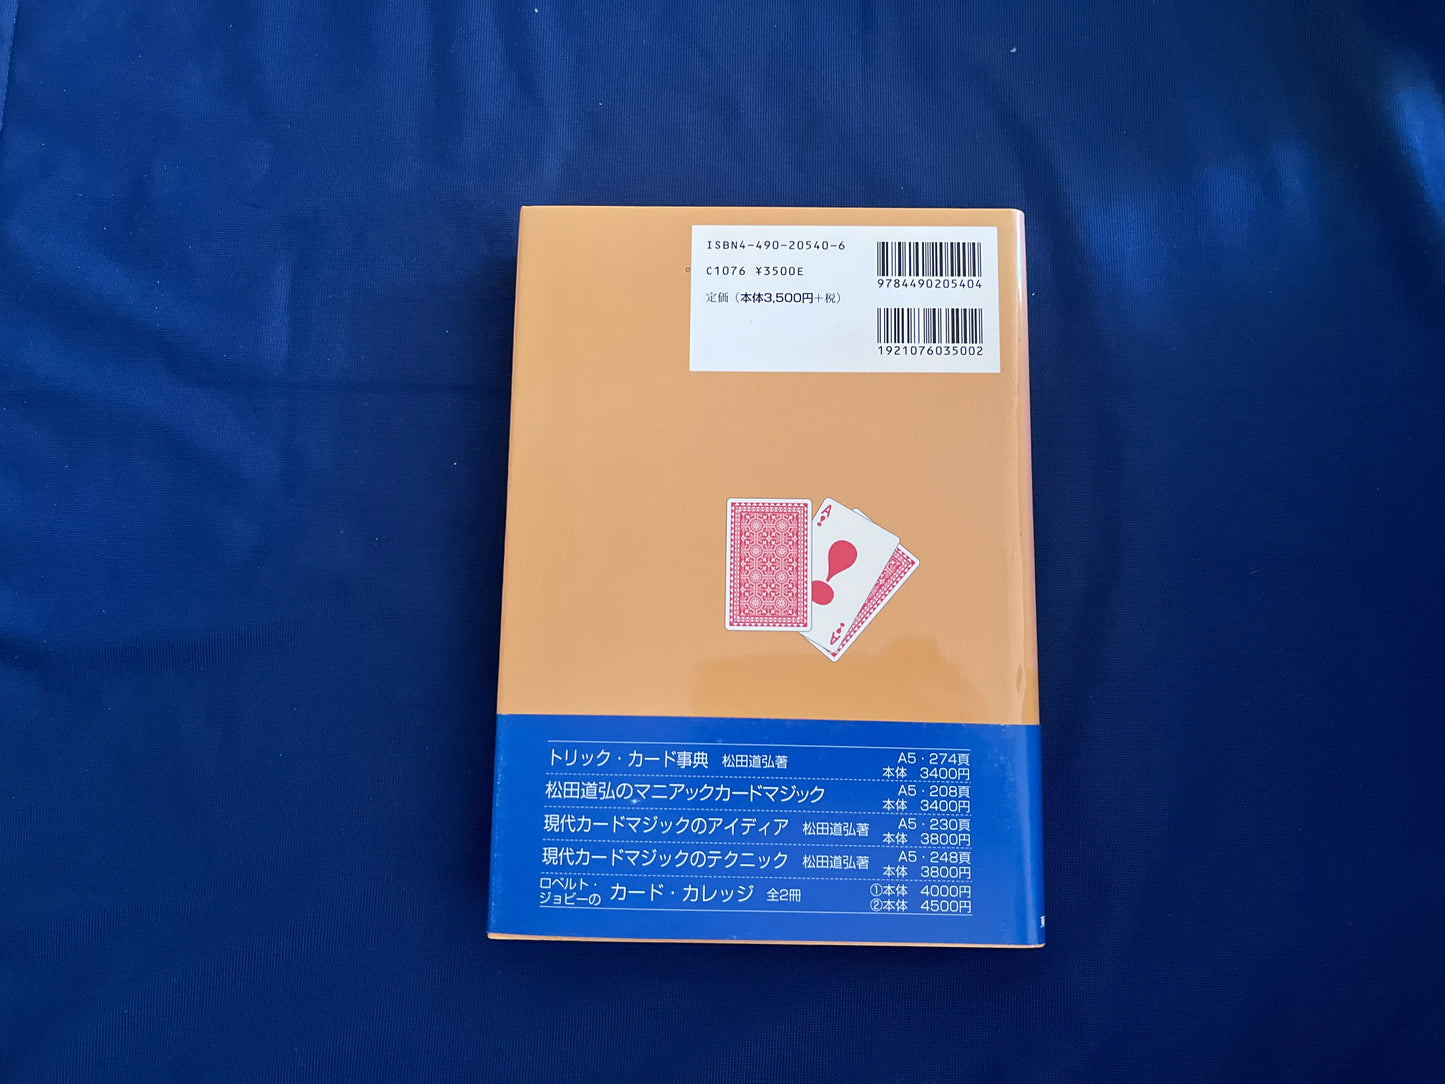 ISBN4-490-20540-6
C1076 ¥3500E
定価（本体3,500円＋税）
9784490205404
1921076035002
A
A
トリック・カード事典 松田道弘著 A5・274頁
本体 3400円
松田道弘のマニアックカードマジック A5・208頁
本体 3400円
現代カードマジックのアイディア 松田道弘著 A5・230頁
本体 3800円
現代カードマジックのテクニック 松田道弘著 A5・248頁
本体 3800円
ロベルト・
ジョビーの カード・カレッジ 全2冊 ①本体 4000円
②本体 4500円